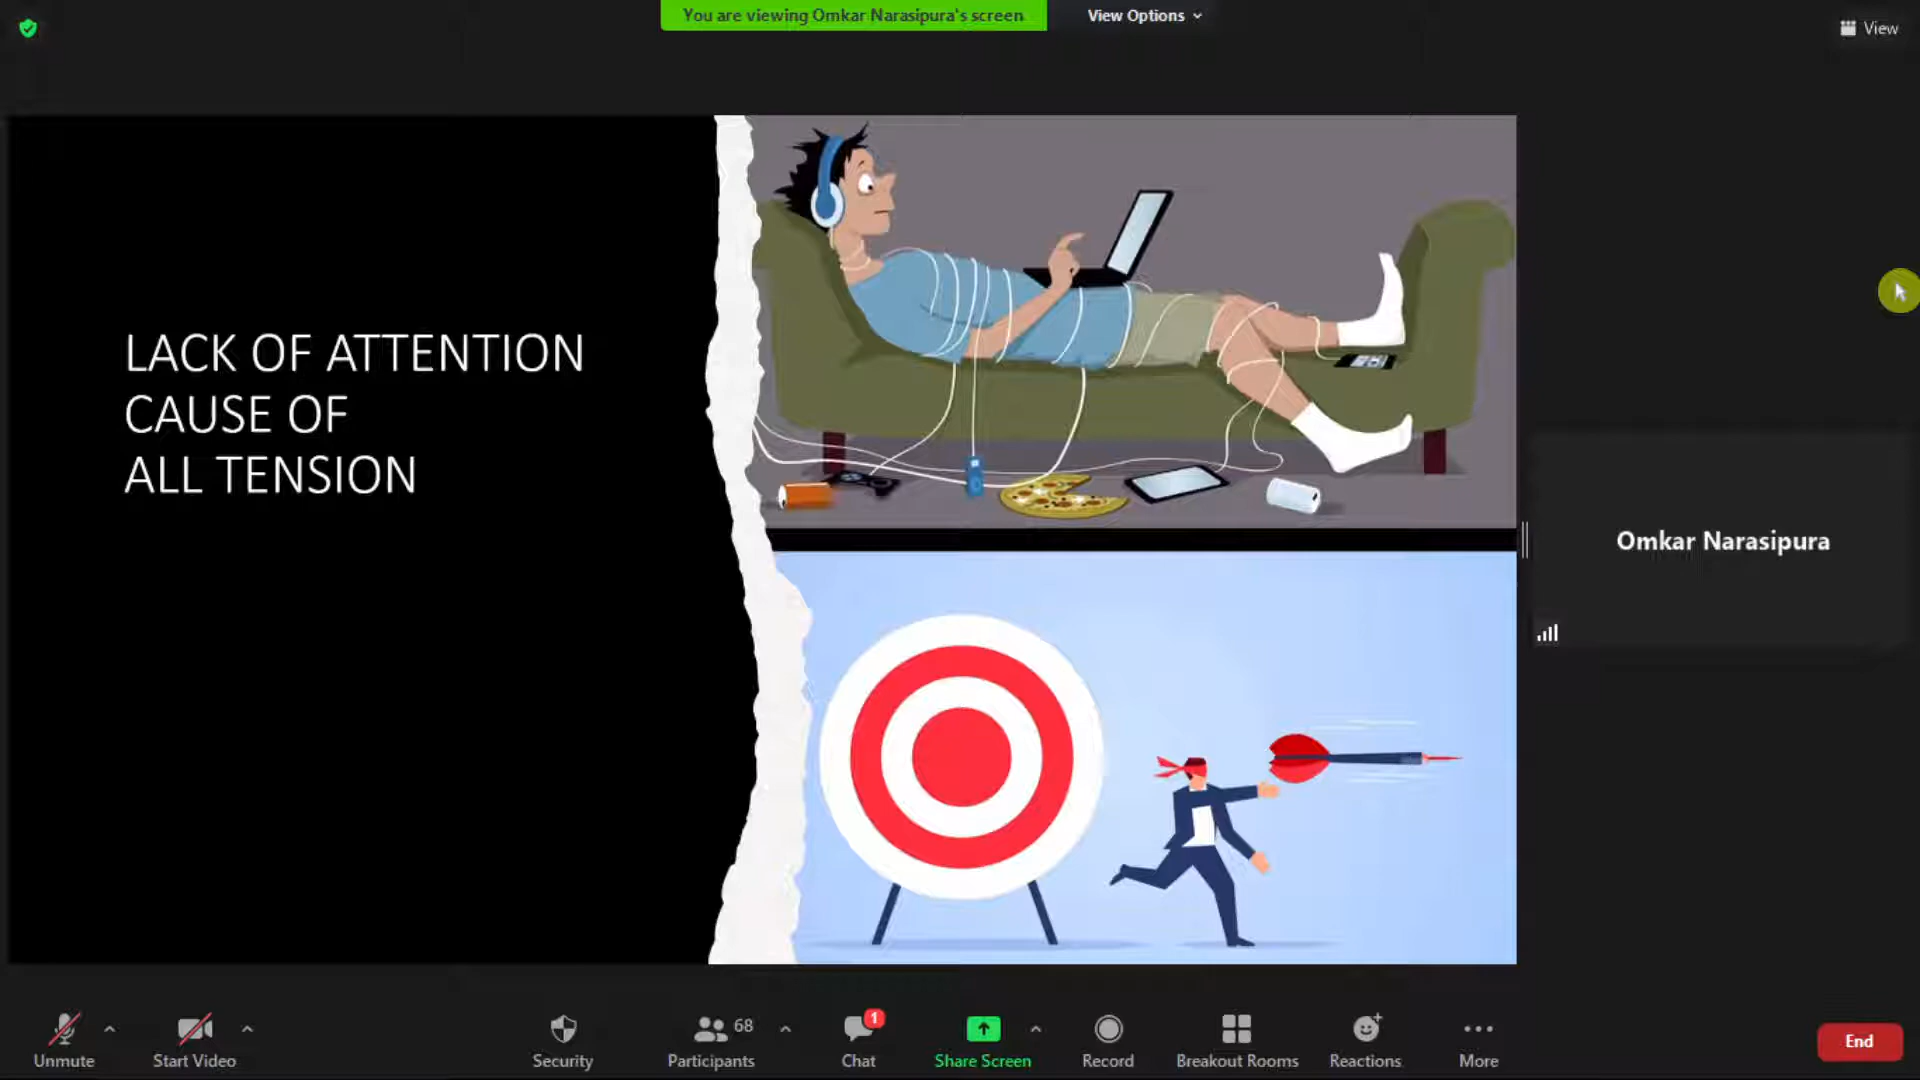 You are viewing Omkar Narasipura's screen
View Options
View
LACK OF ATTENTION
CAUSE OF
ALL TENSION
Omkar Narasipura
Unmute
Start Video
Security
68
Participants
1
Chat
Share Screen
Record
Breakout Rooms
Reactions
More
End